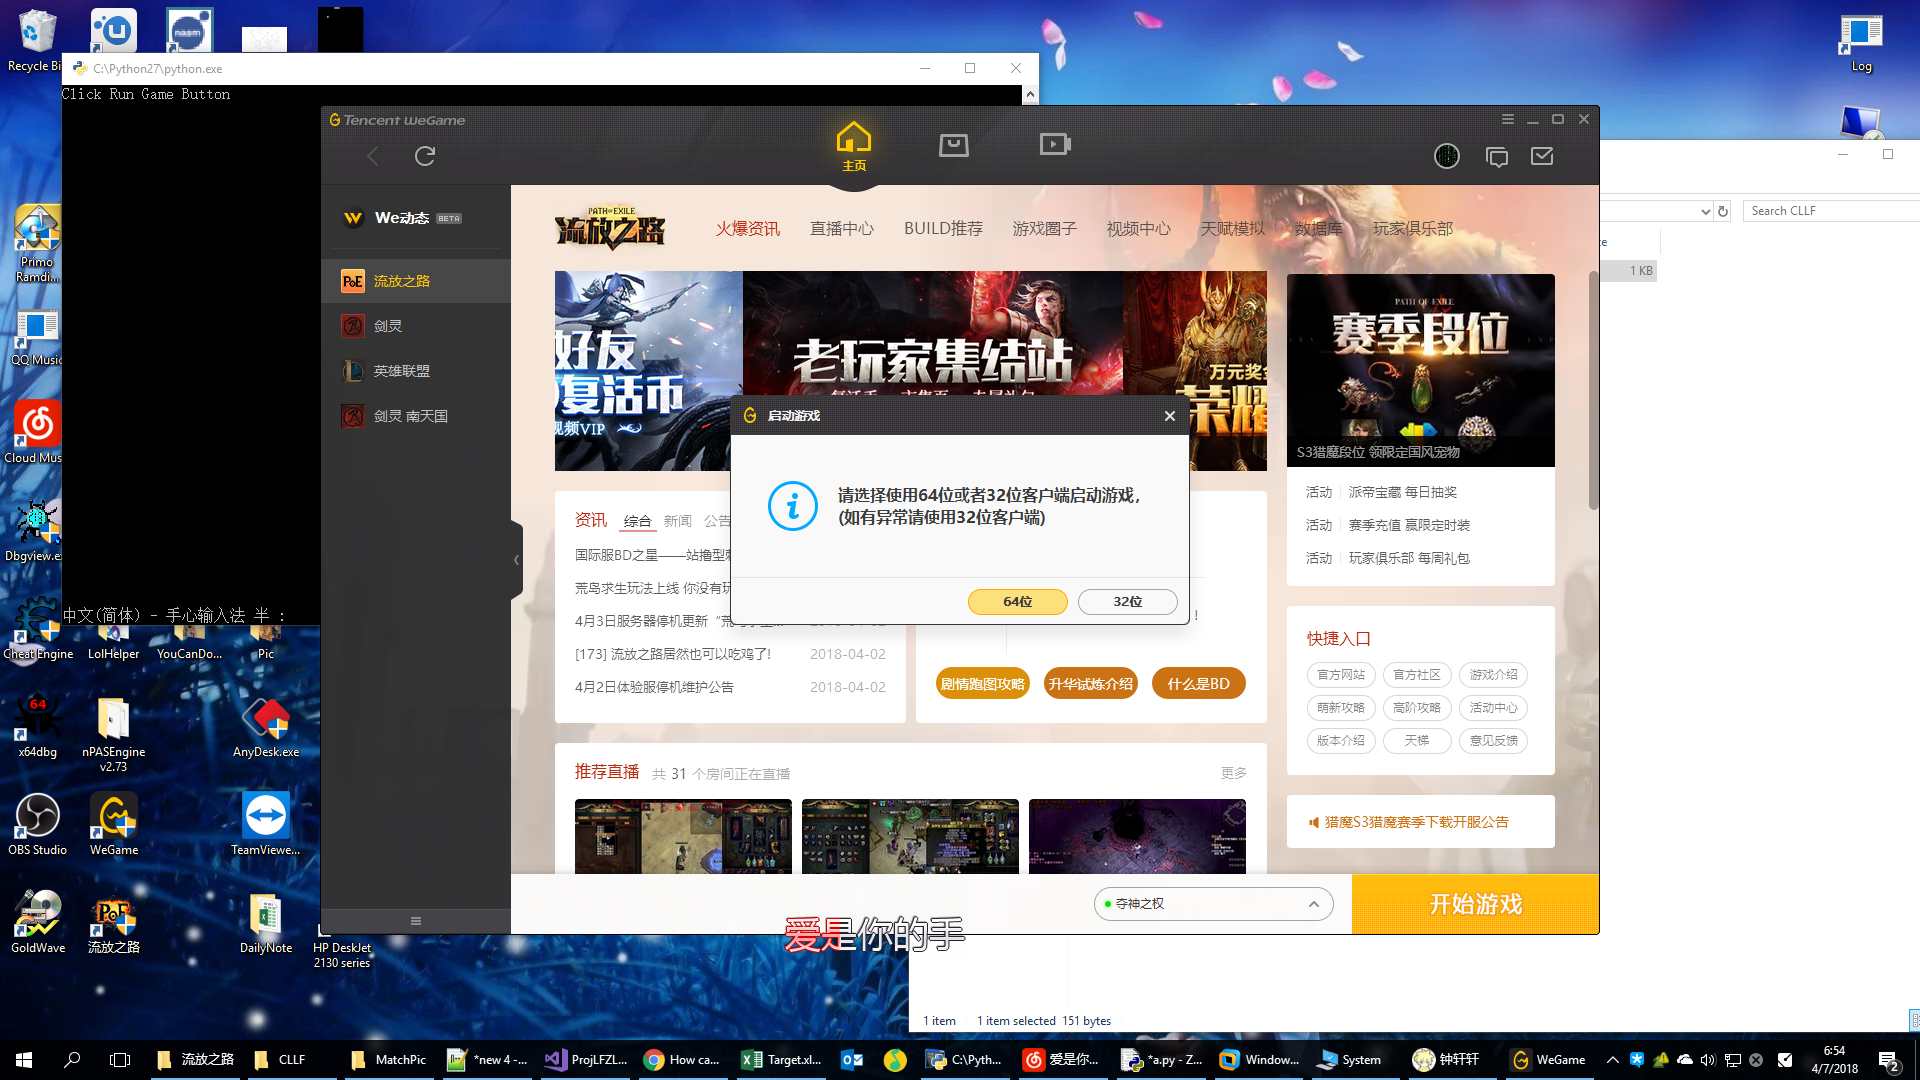 Recycle Bi
nasm
Log
C:\Python27\python.exe
Click Run Game Button
中文(简体) - 手心输入法 半 :
Primo
Ramdi...
QQ Music
Cloud Mus
Dbgview.ex
Cheat Engine
LolHelper
YouCanDo...
Pic
64
x64dbg
nPASEngine
v2.73
AnyDesk.exe
OBS Studio
WeGame
TeamViewe...
GoldWave
流放之路
DailyNote
HP DeskJet
2130 series
Tencent WeGame
主页
We动态 BETA
PoE 流放之路
剑灵
英雄联盟
剑灵 南天国
PATH OF EXILE
流放之路
火爆资讯 直播中心 BUILD推荐 游戏圈子 视频中心 天赋模拟 数据库 玩家俱乐部
好友
复活币
视频VIP
老玩家集结站
万元奖金
荣耀
PATH OF EXILE
赛季段位
S3猎魔段位 领限定国风宠物
活动 派帝宝藏 每日抽奖
活动 赛季充值 赢限定时装
活动 玩家俱乐部 每周礼包
启动游戏
请选择使用64位或者32位客户端启动游戏,
(如有异常请使用32位客户端)
64位 32位
资讯 综合 新闻 公告
国际服BD之星——站撸型
荒岛求生玩法上线 你没有玩
4月3日服务器停机更新 “荒
[173] 流放之路居然也可以吃鸡了! 2018-04-02
4月2日体验服停机维护公告 2018-04-02
!
剧情跑图攻略 升华试炼介绍 什么是BD
快捷入口
官方网站 官方社区 游戏介绍
萌新攻略 高阶攻略 活动中心
版本介绍 天梯 意见反馈
推荐直播 共 31 个房间正在直播 更多
猎魔S3猎魔赛季下载开服公告
夺神之权
开始游戏
爱是你的手
Search CLLF
1 KB
1 item 1 item selected 151 bytes
流放之路
CLLF
MatchPic
*new 4 -...
ProjLFZL...
How ca...
Target.xl...
C:\Pyth...
爱是你...
*a.py - Z...
Window...
System
钟轩轩
WeGame
6:54
4/7/2018
2